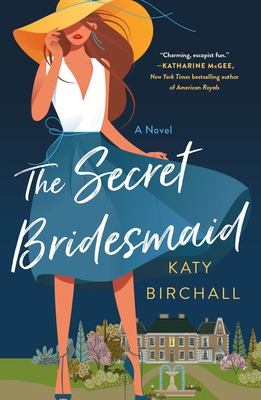 "Charming, escapist fun."
—KATHARINE McGEE,
New York Times bestselling author
of American Royals
A Novel
The Secret
Bridesmaid
KATY
BIRCHALL